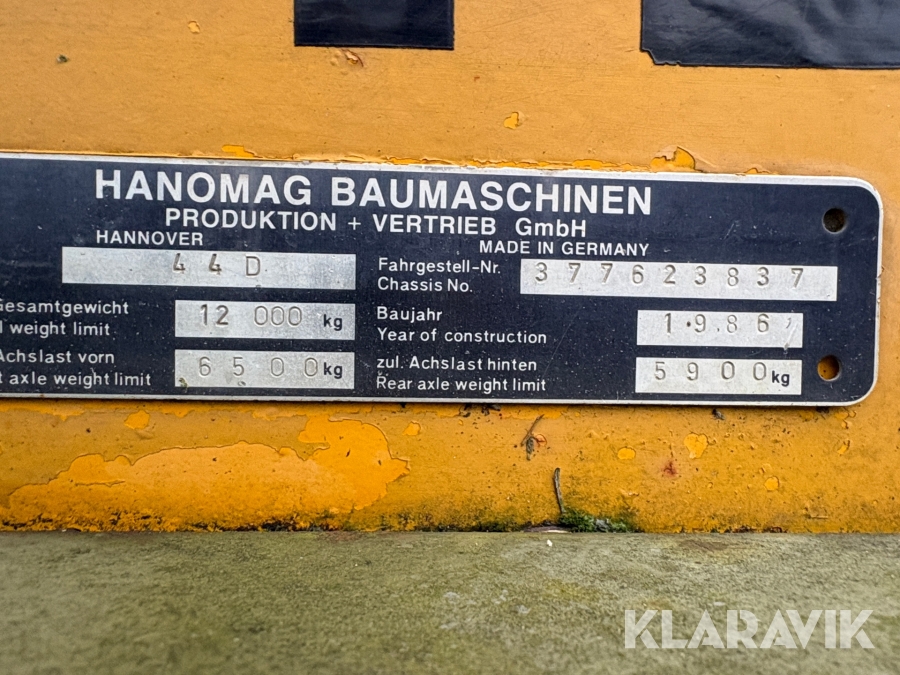 HANOMAG BAUMASCHINEN
PRODUKTION + VERTRIEB GmbH
HANNOVER MADE IN GERMANY
44D Fahrgestell-Nr. 377623837
Chassis No.
Gesamtgewicht 12 000 kg Baujahr 1986
weight limit Year of construction
Achslast vorn 6500 kg zul. Achslast hinten 5900 kg
axle weight limit Rear axle weight limit
KLARAVIK